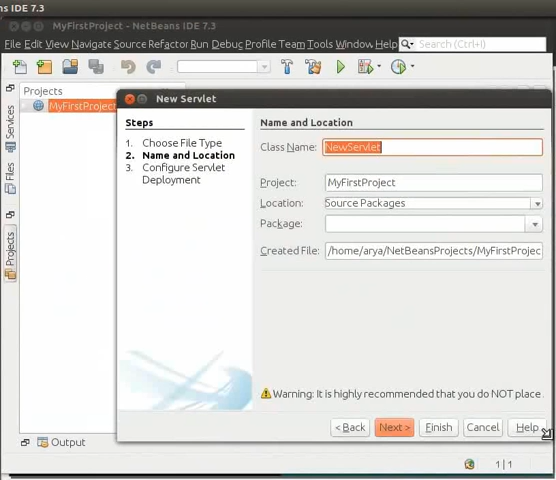 ns IDE 7.3
MyFirstProject - NetBeans IDE 7.3
File Edit View Navigate Source Refactor Run Debug Profile Team Tools Window Help Search (Ctrl+I)
Projects
MyFirstProject
Services
Files
Projects
New Servlet
Steps
1. Choose File Type
2. Name and Location
3. Configure Servlet
Deployment
Name and Location
Class Name: NewServlet
Project: MyFirstProject
Location: Source Packages
Package:
Created File: /home/arya/NetBeansProjects/MyFirstProjec
Warning: It is highly recommended that you do NOT place
< Back Next > Finish Cancel Help
Output
1|1